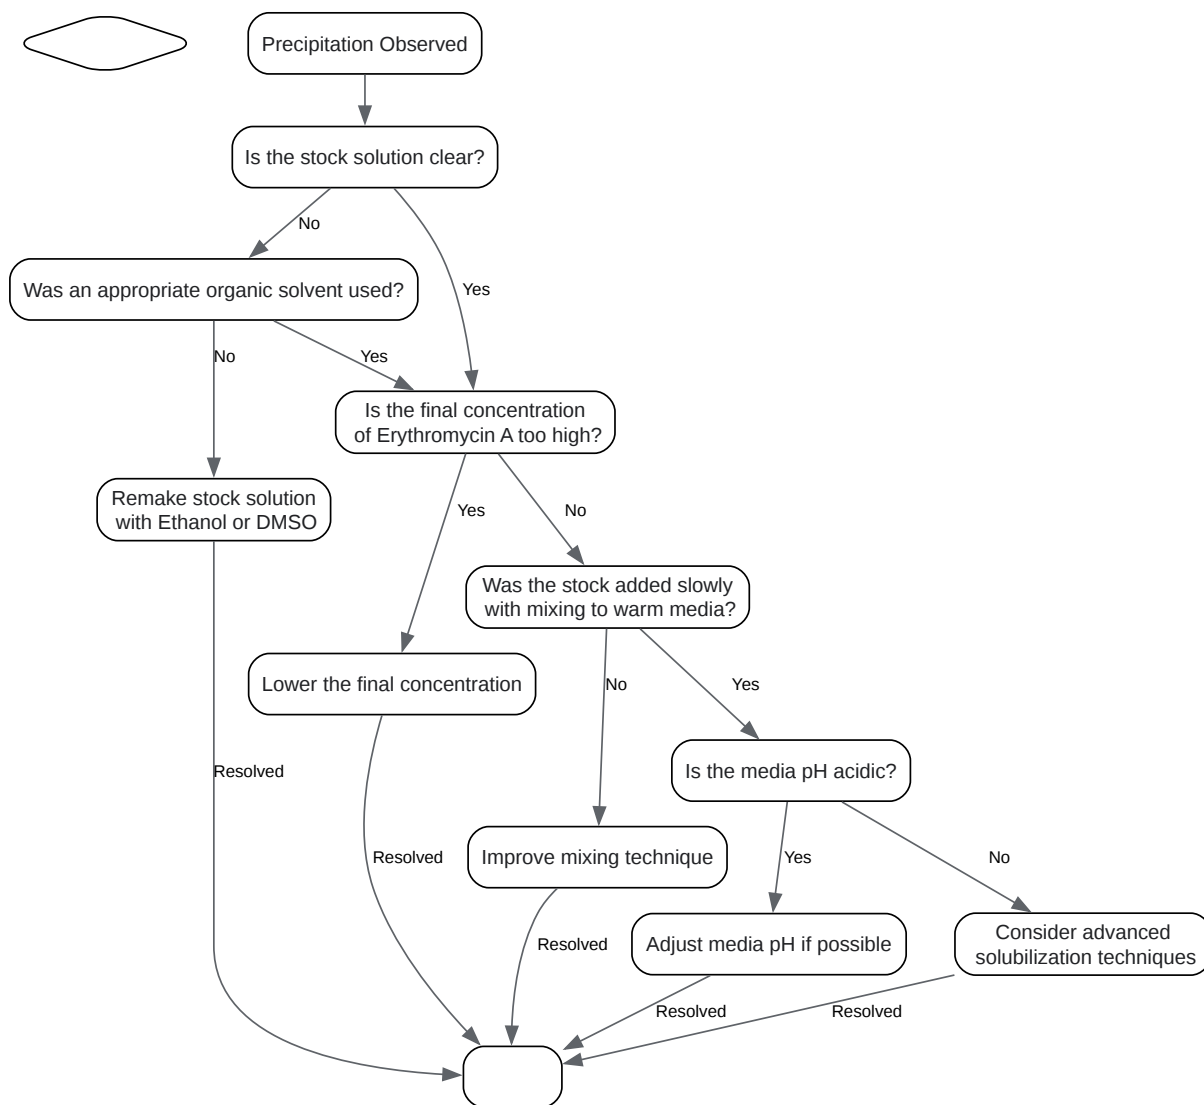 Precipitation Observed
Is the stock solution clear?
No
Yes
Was an appropriate organic solvent used?
No
Yes
Is the final concentration
of Erythromycin A too high?
Remake stock solution
with Ethanol or DMSO
Yes
No
Was the stock added slowly
with mixing to warm media?
Lower the final concentration
No
Yes
Resolved
Is the media pH acidic?
Resolved
Improve mixing technique
Yes
No
Resolved
Adjust media pH if possible
Consider advanced
solubilization techniques
Resolved
Resolved